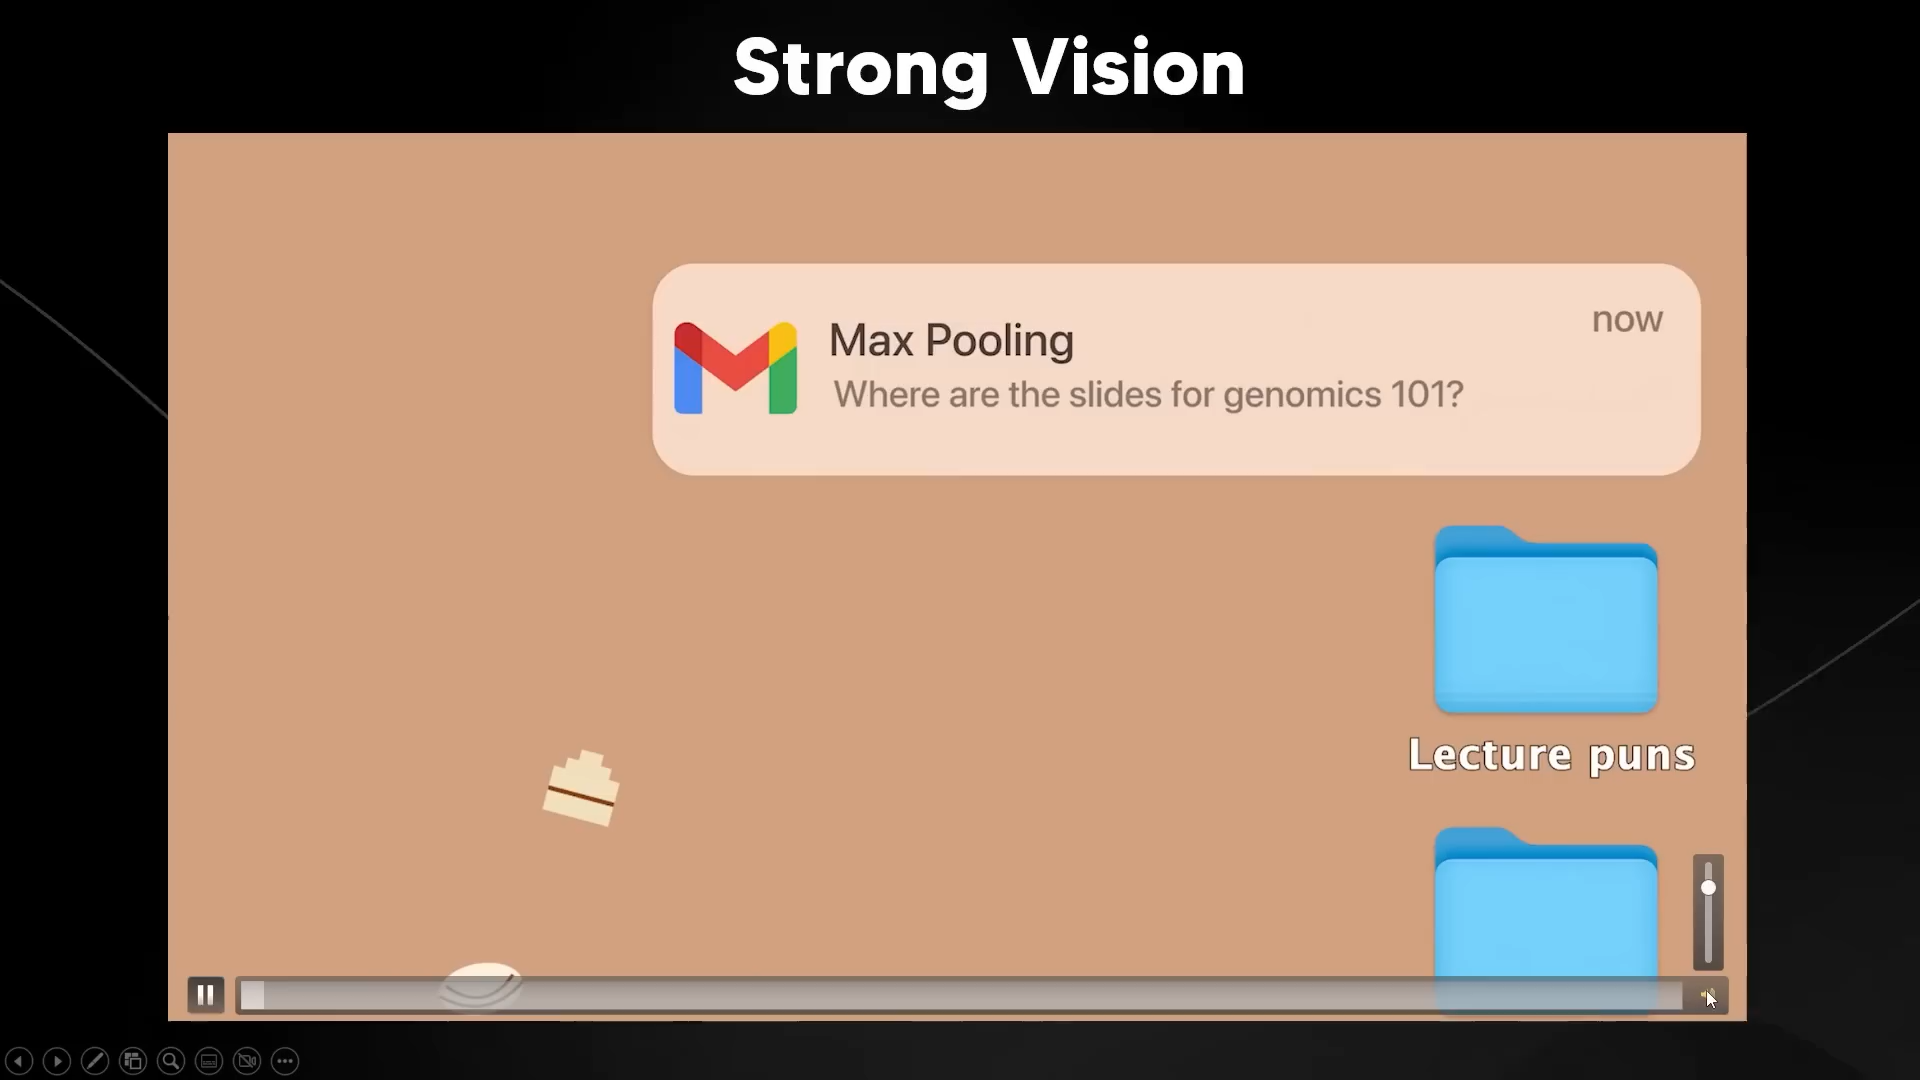 Strong Vision
Max Pooling
now
Where are the slides for genomics 101?
Lecture puns